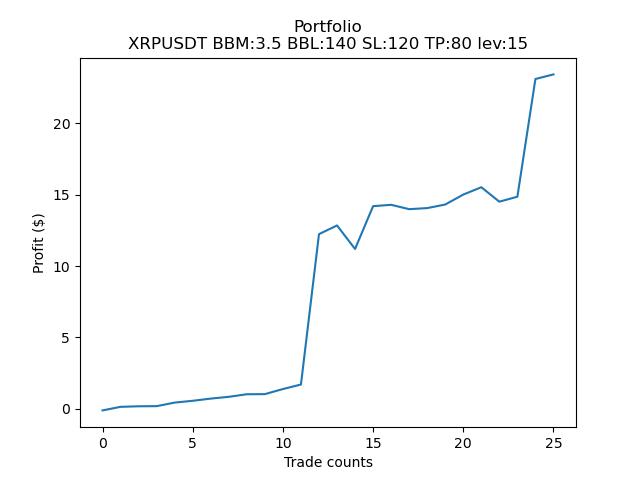 Portfolio
XRPUSDT BBM:3.5 BBL:140 SL:120 TP:80 lev:15
20
15
10
5
0
Profit ($)
0 5 10 15 20 25
Trade counts